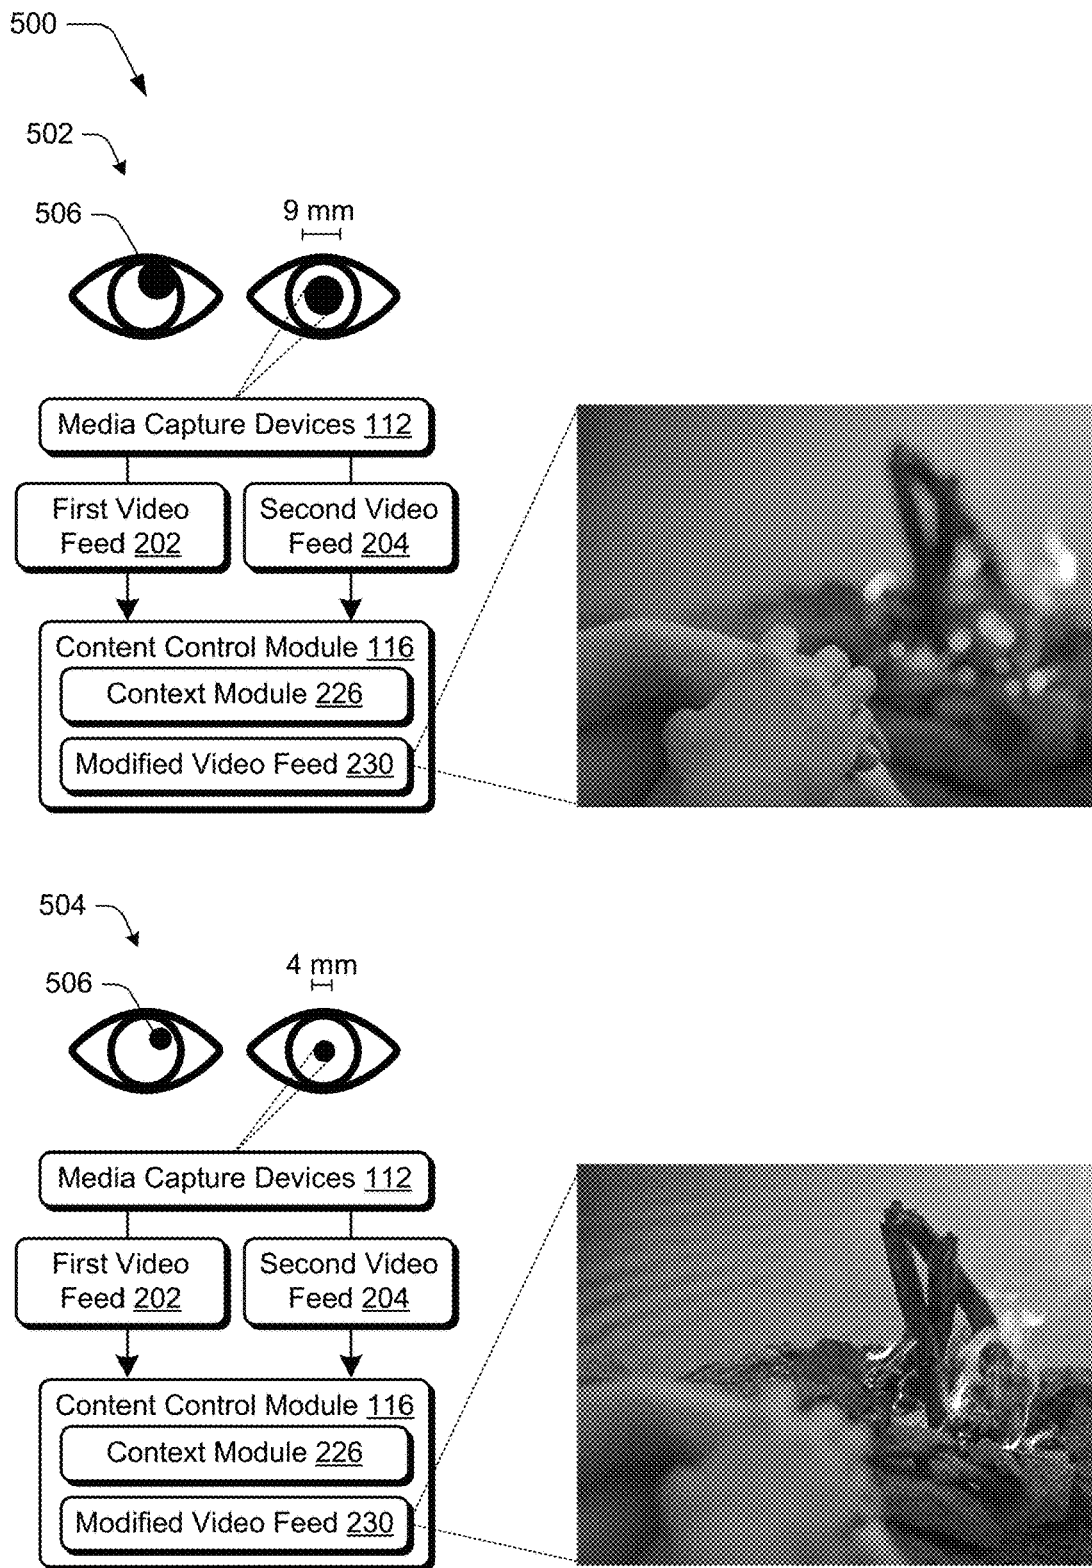 500
502
506
9 mm
Media Capture Devices 112
First Video
Feed 202
Second Video
Feed 204
Content Control Module 116
Context Module 226
Modified Video Feed 230
504
506
4 mm
Media Capture Devices 112
First Video
Feed 202
Second Video
Feed 204
Content Control Module 116
Context Module 226
Modified Video Feed 230